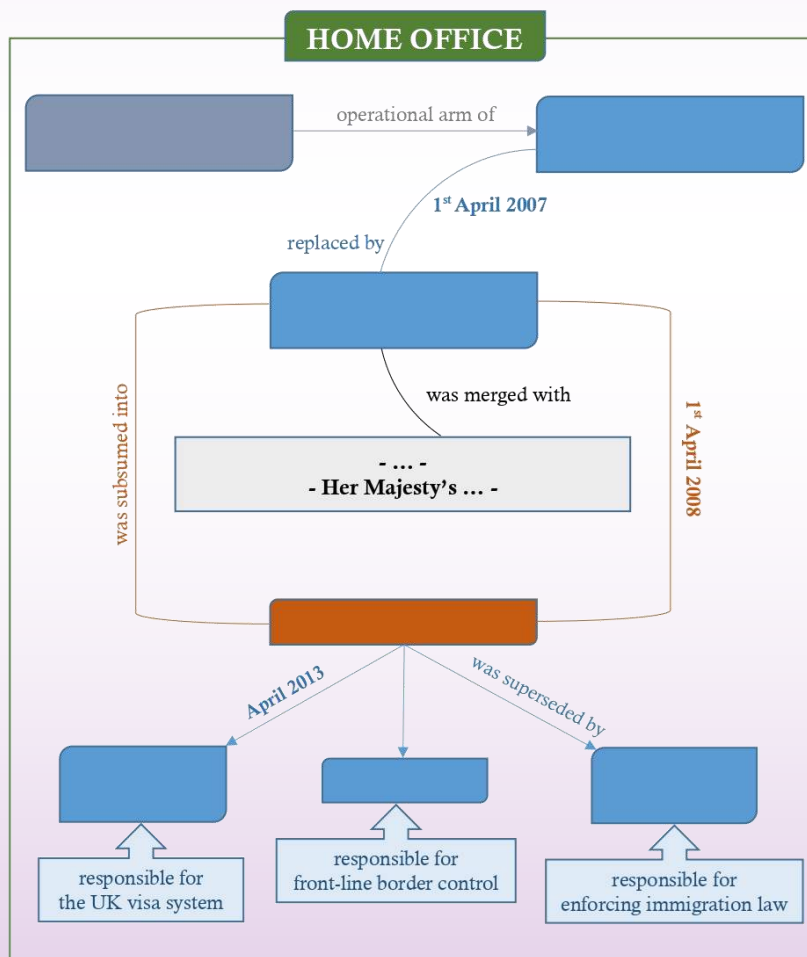 HOME OFFICE
operational arm of
1st April 2007
replaced by
was merged with
was subsumed into
1st April 2008
- ... -
- Her Majesty's ... -
April 2013
was superseded by
responsible for
the UK visa system
responsible for
front-line border control
responsible for
enforcing immigration law